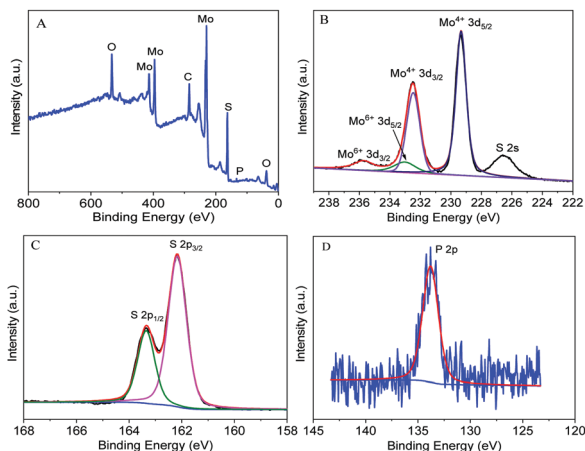 A
O
Mo
Mo
Mo
C
S
P
O
Intensity (a.u.)
800 600 400 200 0
Binding Energy (eV)
B
Mo⁴⁺ 3d₅/₂
Mo⁴⁺ 3d₃/₂
Mo⁶⁺ 3d₅/₂
Mo⁶⁺ 3d₃/₂
S 2s
Intensity (a.u.)
238 236 234 232 230 228 226 224 222
Binding Energy (eV)
C
S 2p₃/₂
S 2p₁/₂
Intensity (a.u.)
168 166 164 162 160 158
Binding Energy (eV)
D
P 2p
Intensity (a.u.)
145 140 135 130 125 120
Binding Energy (eV)